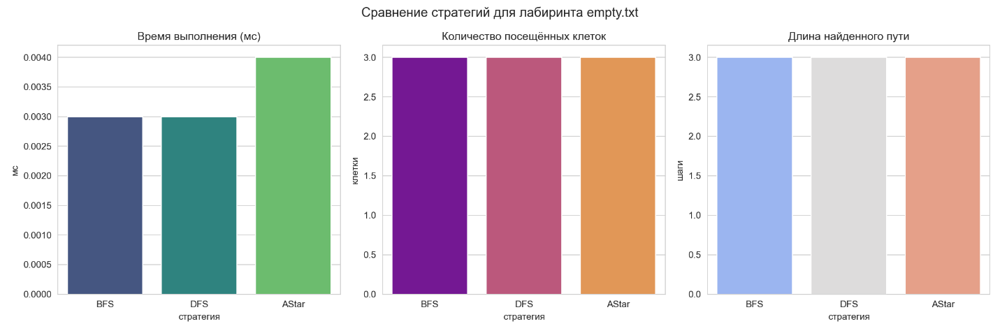 Сравнение стратегий для лабиринта empty.txt
Время выполнения (мс)
0.0040
0.0035
0.0030
0.0025
0.0020
0.0015
0.0010
0.0005
0.0000
мс
BFS DFS AStar
стратегия
Количество посещённых клеток
3.0
2.5
2.0
1.5
1.0
0.5
0.0
клетки
BFS DFS AStar
стратегия
Длина найденного пути
3.0
2.5
2.0
1.5
1.0
0.5
0.0
шаги
BFS DFS AStar
стратегия